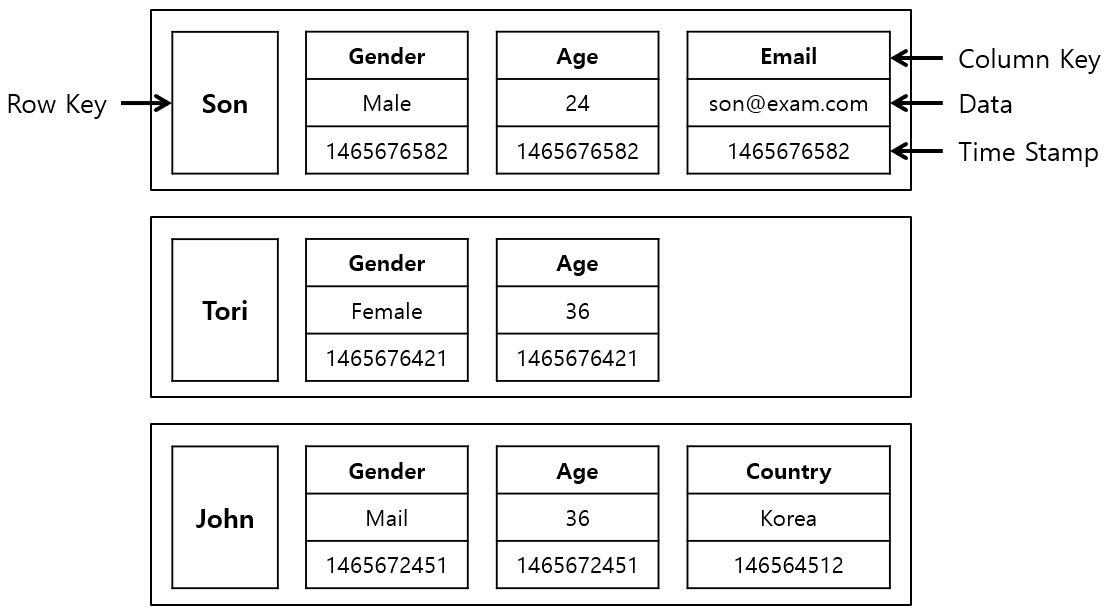 Gender Age Email Column Key
Row Key Son Male 24 son@exam.com Data
1465676582 1465676582 1465676582 Time Stamp
Gender Age
Tori Female 36
1465676421 1465676421
Gender Age Country
John Mail 36 Korea
1465672451 1465672451 146564512